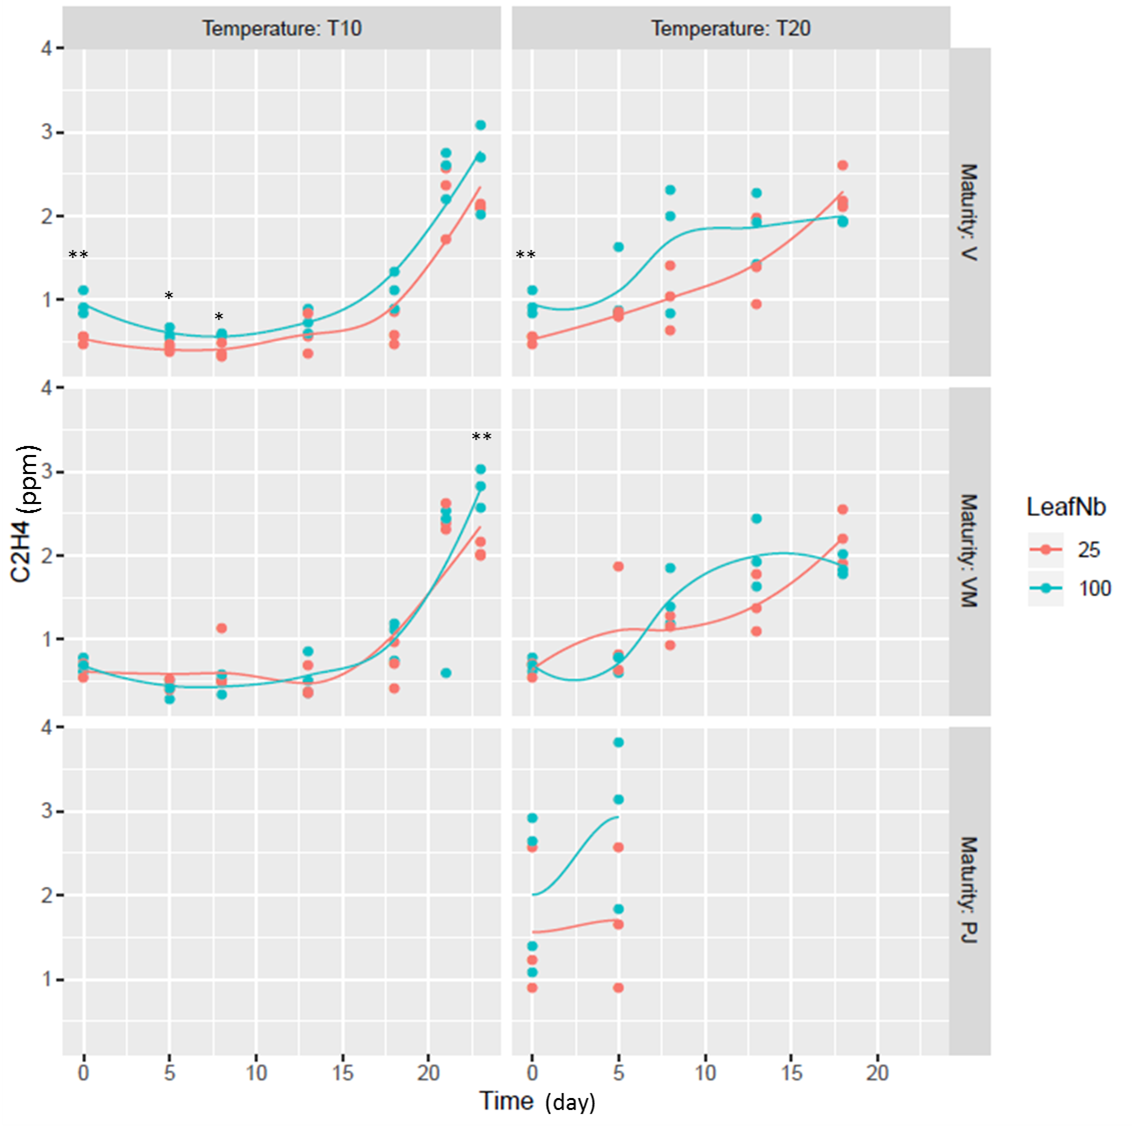 Temperature: T10
Temperature: T20
4
3
2
1
**
*
*
**
Maturity: V
4
3
2
1
**
Maturity: VM
4
3
2
1
Maturity: PJ
C2H4 (ppm)
0 5 10 15 20
0 5 10 15 20
Time (day)
LeafNb
25
100